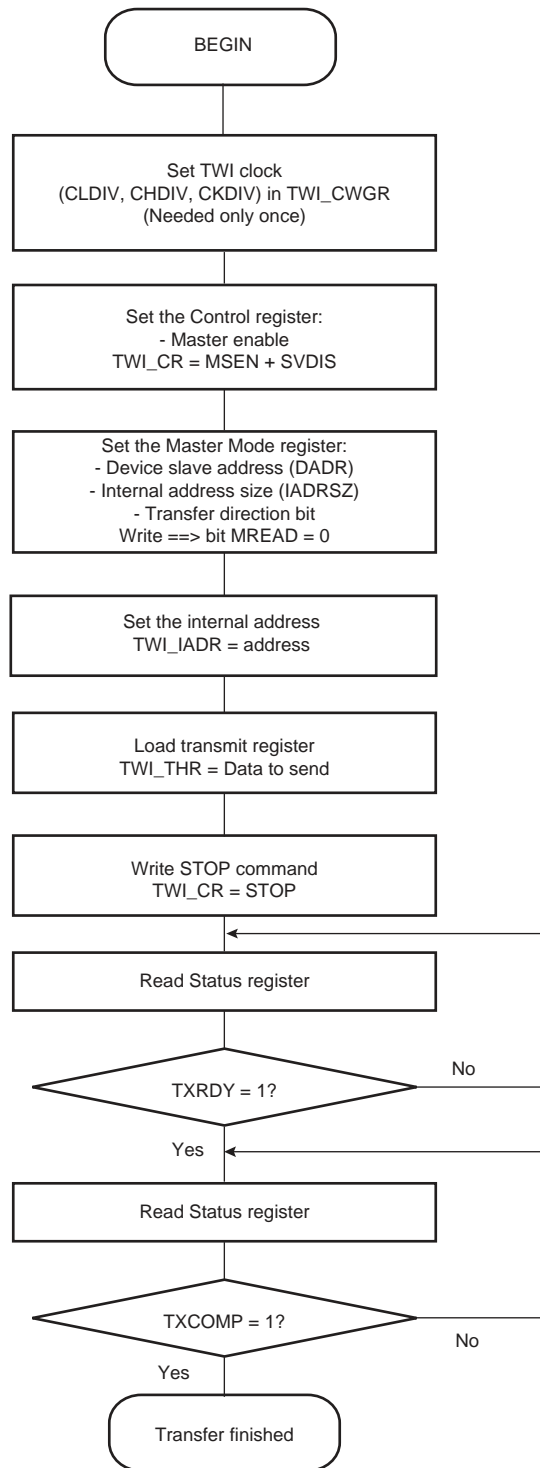 BEGIN
Set TWI clock
(CLDIV, CHDIV, CKDIV) in TWI_CWGR
(Needed only once)
Set the Control register:
- Master enable
TWI_CR = MSEN + SVDIS
Set the Master Mode register:
- Device slave address (DADR)
- Internal address size (IADRSZ)
- Transfer direction bit
Write ==> bit MREAD = 0
Set the internal address
TWI_IADR = address
Load transmit register
TWI_THR = Data to send
Write STOP command
TWI_CR = STOP
Read Status register
TXRDY = 1?
No
Yes
Read Status register
TXCOMP = 1?
No
Yes
Transfer finished